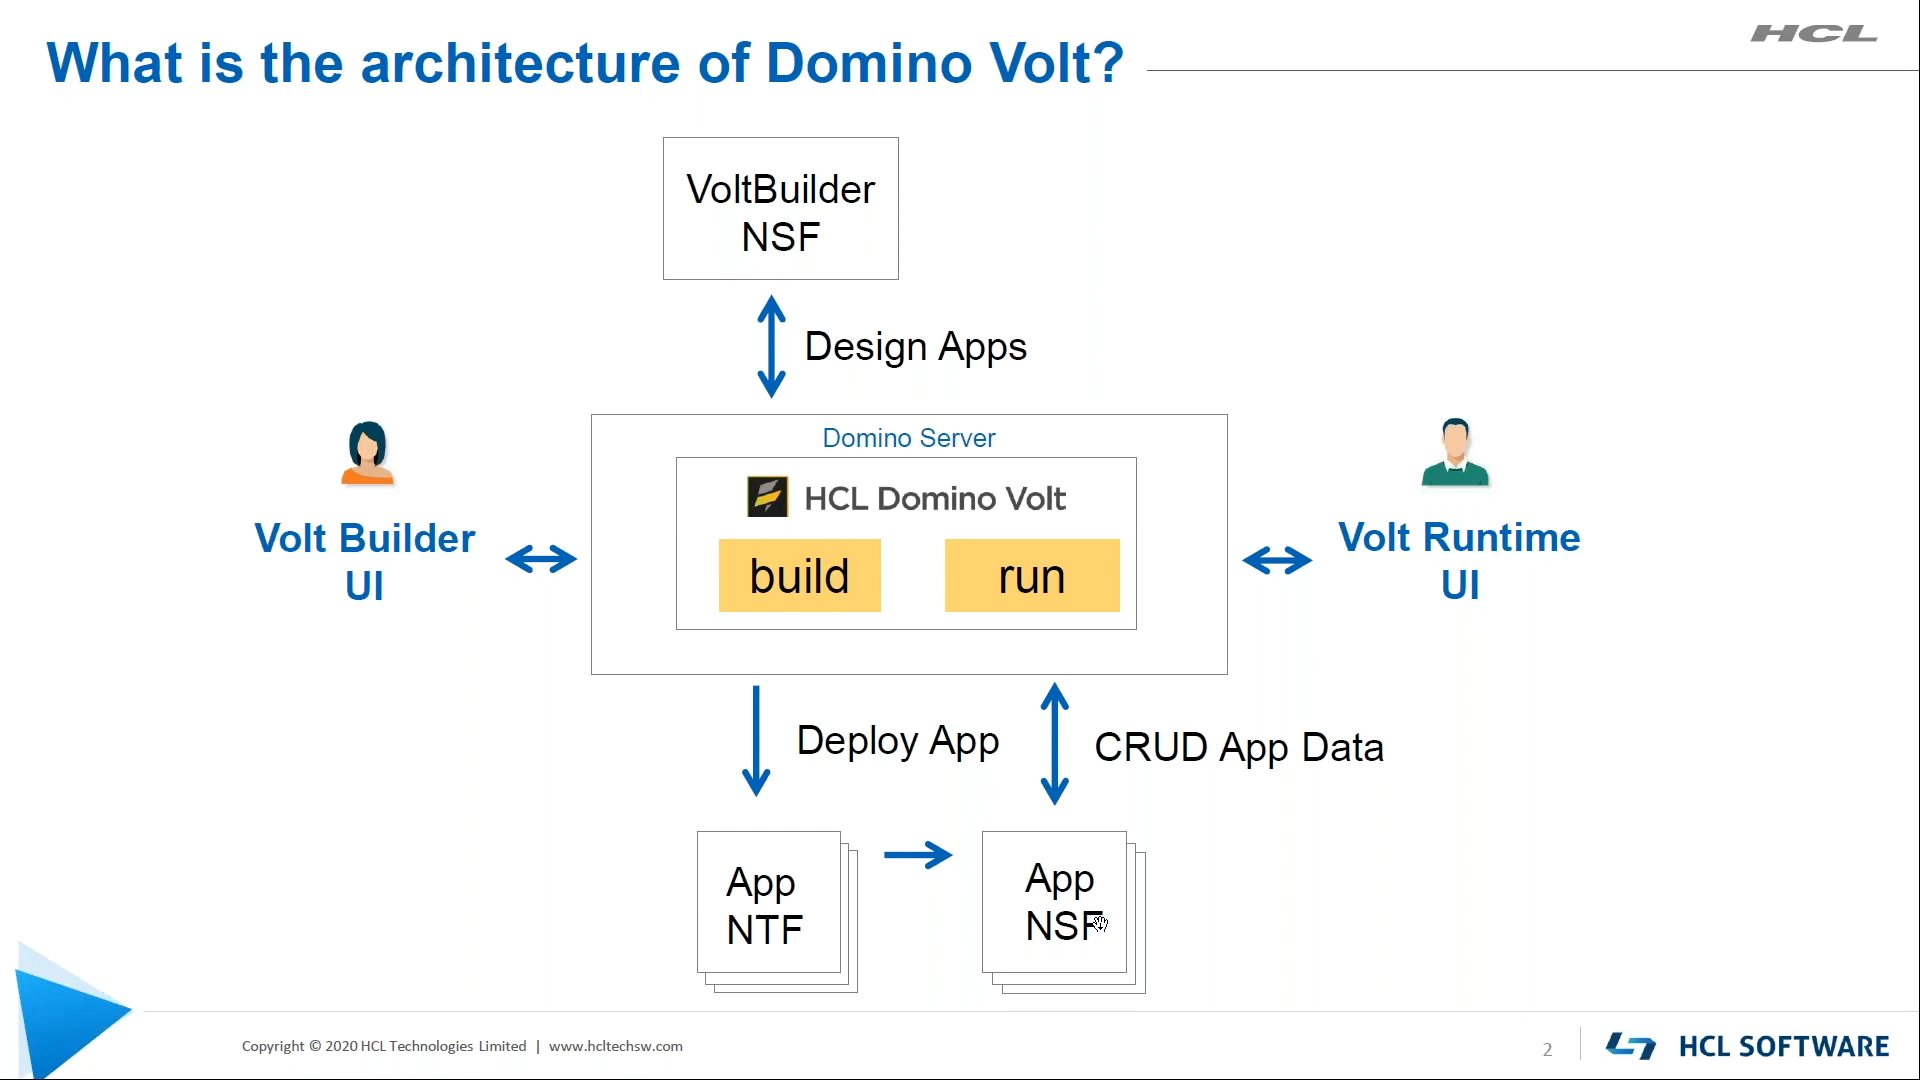 What is the architecture of Domino Volt?
HCL
VoltBuilder
NSF
Design Apps
Domino Server
HCL Domino Volt
build
run
Volt Builder
UI
Volt Runtime
UI
Deploy App
CRUD App Data
App
NTF
App
NSF
Copyright © 2020 HCL Technologies Limited | www.hcltechsw.com
2
HCL SOFTWARE